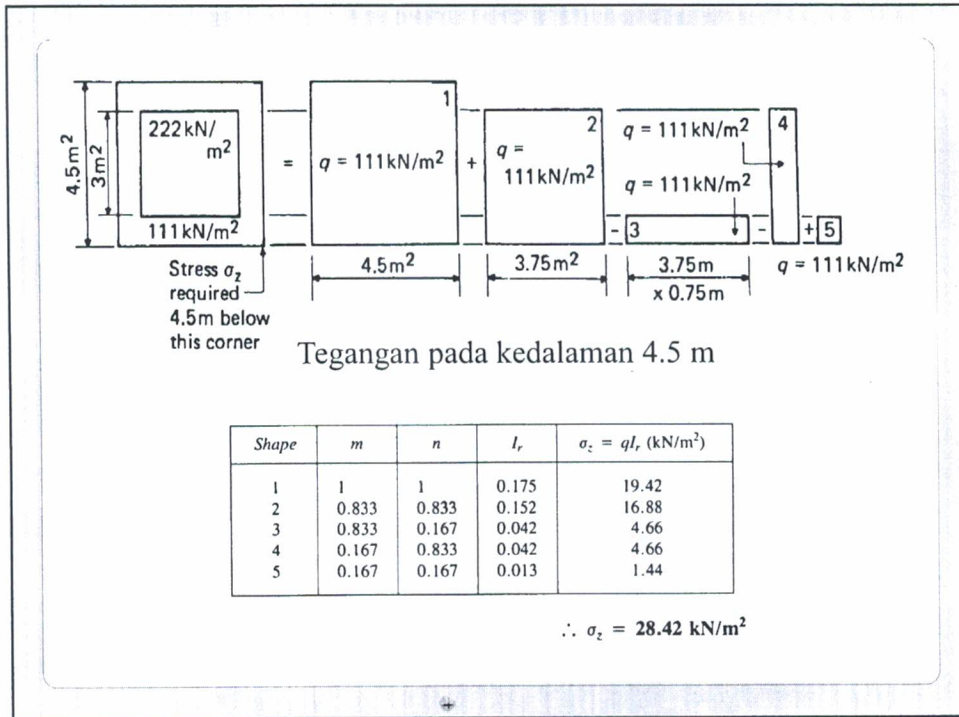 4.5m²
3m²
222kN/
m²
111kN/m²
=
1
q = 111kN/m²
+
2
q =
111kN/m²
q = 111kN/m²
4
q = 111kN/m²
-
3
-
+
5
4.5m²
3.75m²
3.75m
x 0.75m
q = 111kN/m²
Stress σz
required
4.5m below
this corner
Tegangan pada kedalaman 4.5 m
Shape m n Ir σz = qIr (kN/m²)
1 1 1 0.175 19.42
2 0.833 0.833 0.152 16.88
3 0.833 0.167 0.042 4.66
4 0.167 0.833 0.042 4.66
5 0.167 0.167 0.013 1.44
∴ σz = 28.42 kN/m²